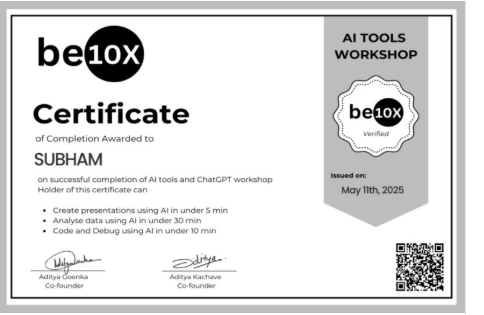 be10X
Certificate
of Completion Awarded to
SUBHAM
on successful completion of AI tools and ChatGPT workshop
Holder of this certificate can
• Create presentations using AI in under 5 min
• Analyse data using AI in under 30 min
• Code and Debug using AI in under 10 min
Aditya Goenka
Co-founder
Aditya
Aditya Kachave
Co-founder
AI TOOLS
WORKSHOP
be10X
Verified
Issued on:
May 11th, 2025